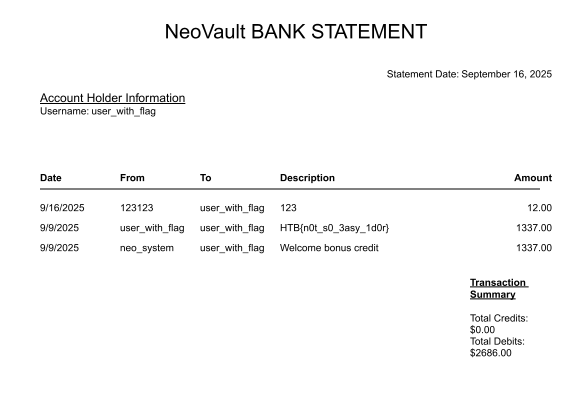 NeoVault BANK STATEMENT
Statement Date: September 16, 2025
Account Holder Information
Username: user_with_flag
Date From To Description Amount
9/16/2025 123123 user_with_flag 123 12.00
9/9/2025 user_with_flag user_with_flag HTB{n0t_s0_3asy_1d0r} 1337.00
9/9/2025 neo_system user_with_flag Welcome bonus credit 1337.00
Transaction
Summary
Total Credits:
$0.00
Total Debits:
$2686.00